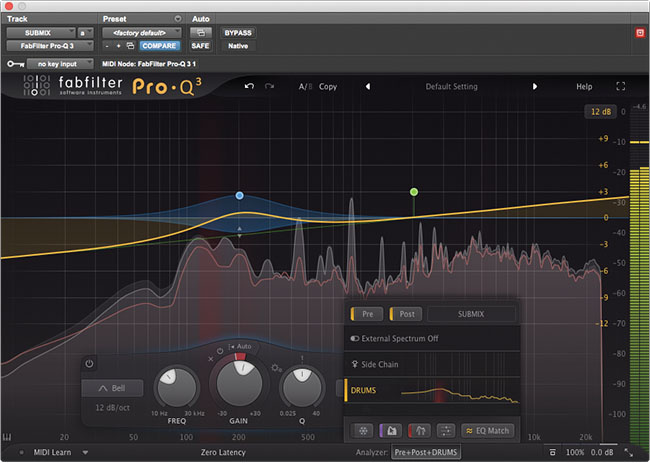 Track Preset Auto
SUBMIX a <factory default> BYPASS
FabFilter Pro-Q 3 - + COMPARE SAFE Native
no key input MIDI Node: FabFilter Pro-Q 3 1
fabfilter Pro·Q³
software instruments
A/B Copy Default Setting Help
12 dB -4.6
+9 -10
+6 -20
+3 -30
0 -40
-3 -50
-6 -60
-9
-12 -70
-80
-90
-100
Pre Post SUBMIX
External Spectrum Off
Side Chain
DRUMS
EQ Match
Auto
Bell
12 dB/oct
10 Hz 30 kHz
FREQ
-30 +30
GAIN
1
0.025 40
Q
20 50 100 200 500 10k 20k
MIDI Learn Zero Latency Analyzer: Pre+Post+DRUMS 100% 0.0 dB